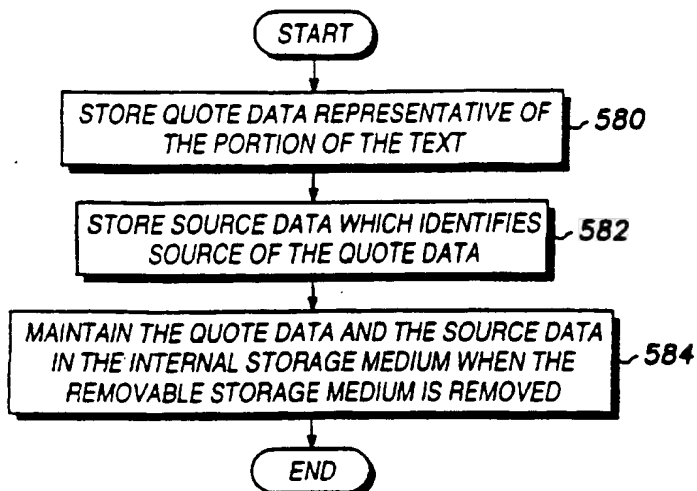 START
STORE QUOTE DATA REPRESENTATIVE OF
THE PORTION OF THE TEXT
580
STORE SOURCE DATA WHICH IDENTIFIES
SOURCE OF THE QUOTE DATA
582
MAINTAIN THE QUOTE DATA AND THE SOURCE DATA
IN THE INTERNAL STORAGE MEDIUM WHEN THE
REMOVABLE STORAGE MEDIUM IS REMOVED
584
END